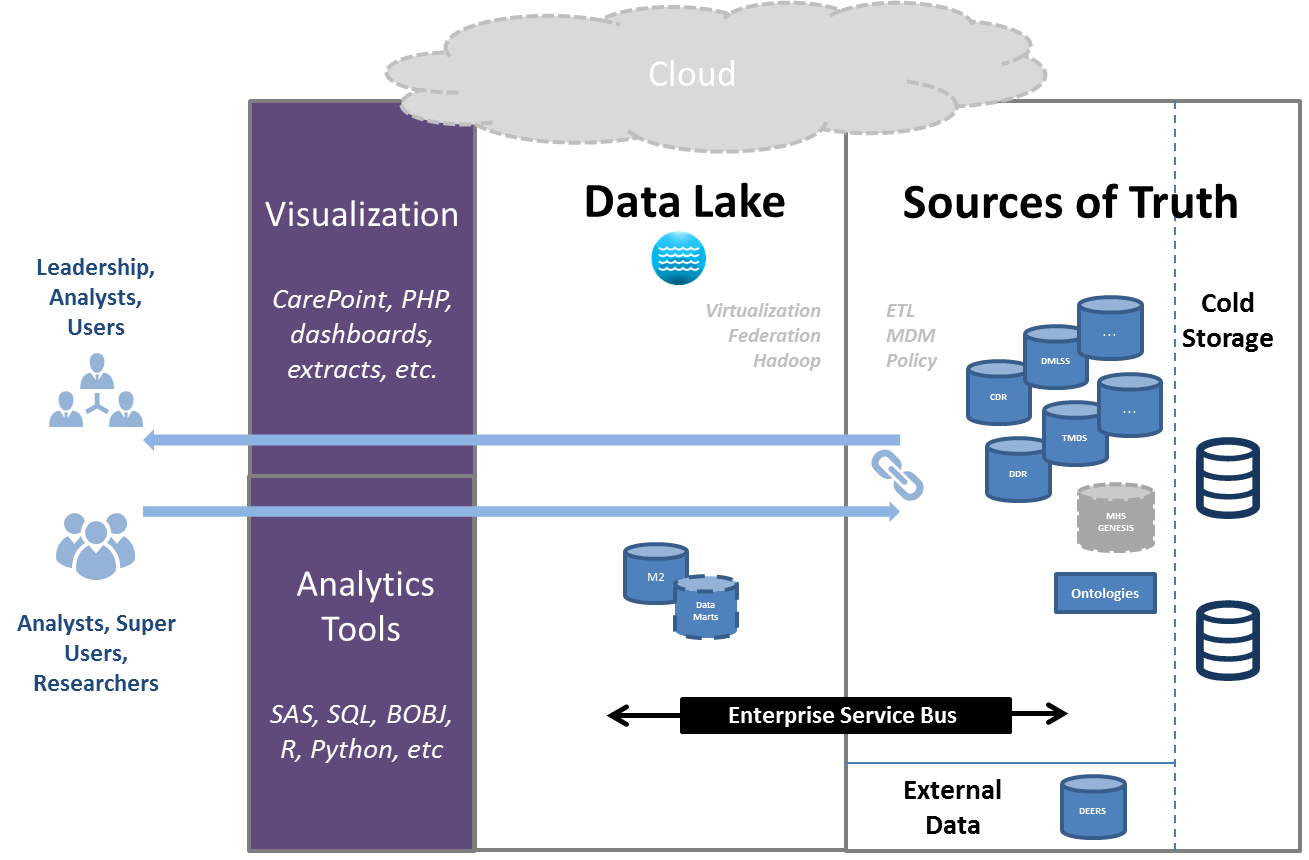 Cloud
Visualization
CarePoint, PHP,
dashboards,
extracts, etc.
Data Lake
Sources of Truth
Leadership,
Analysts,
Users
Virtualization
Federation
Hadoop
ETL
MDM
Policy
Cold
Storage
...
DMLSS
CDR
...
TMDS
DDR
MHS
GENESIS
Ontologies
Analytics
Tools
SAS, SQL, BOBJ,
R, Python, etc
Analysts, Super
Users,
Researchers
M2
Data
Marts
Enterprise Service Bus
External
Data
DEERS